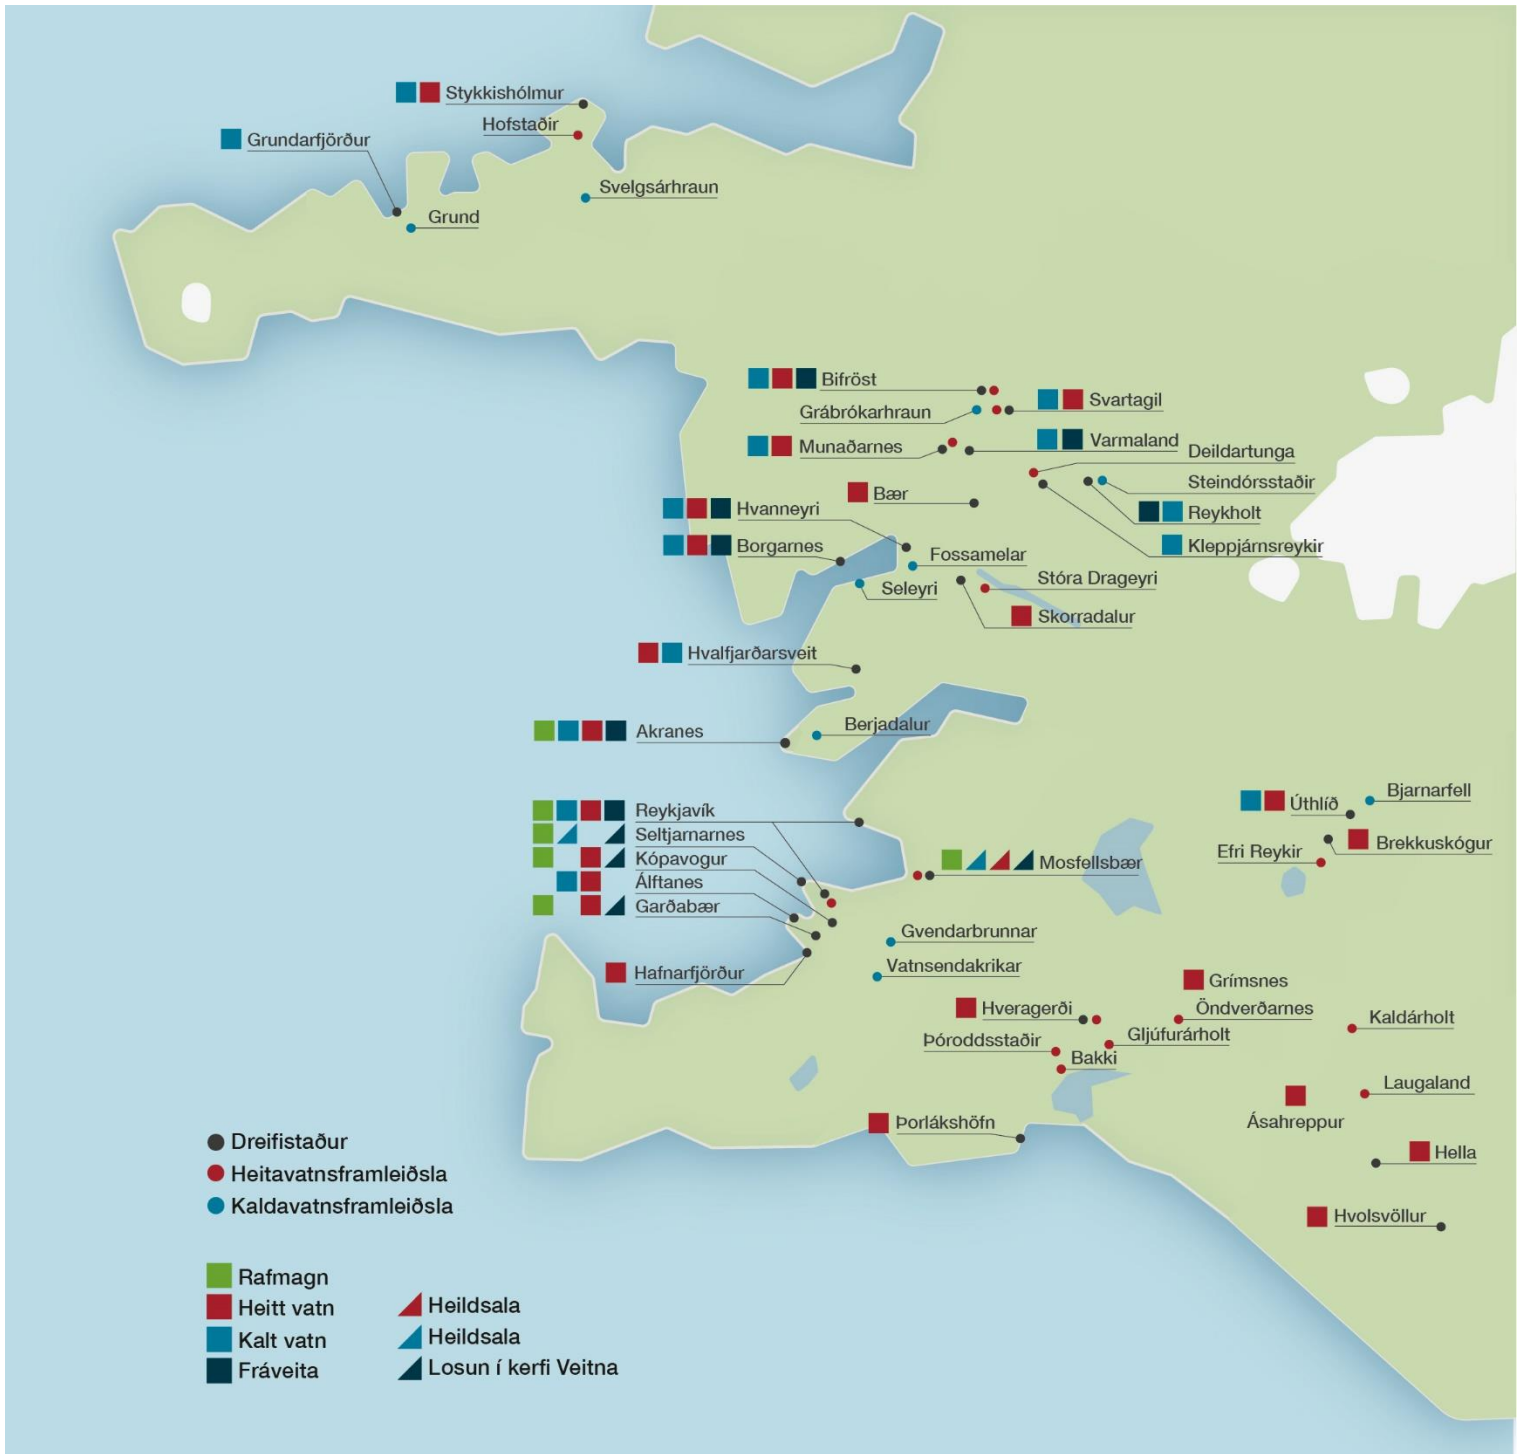 Stykkishólmur
Hofstaðir
Grundarfjörður
Svelgsárhraun
Grund
Bifröst
Svartagil
Grábrókarhraun
Varmaland
Munaðarnes
Deildartunga
Steindórsstaðir
Bær
Reykholt
Hvanneyri
Kleppjárnsreykir
Borgarnes
Fossamelar
Stóra Drageyri
Seleyri
Skorradalur
Hvalfjarðarsveit
Berjadalur
Akranes
Bjarnarfell
Úthlíð
Reykjavík
Seltjarnarnes
Brekkuskógur
Efri Reykir
Kópavogur
Mosfellsbær
Álftanes
Garðabær
Gvendarbrunnar
Vatnsendakrikar
Hafnarfjörður
Grímsnes
Hveragerði
Öndverðarnes
Kaldárholt
Gljúfurárholt
Þóroddsstaðir
Bakki
Laugaland
Ásahreppur
Þorlákshöfn
Hella
Hvolsvöllur
Dreifistaður
Heitavatnsframleiðsla
Kaldavatnsframleiðsla
Rafmagn
Heitt vatn
Heildsala
Kalt vatn
Heildsala
Fráveita
Losun í kerfi Veitna